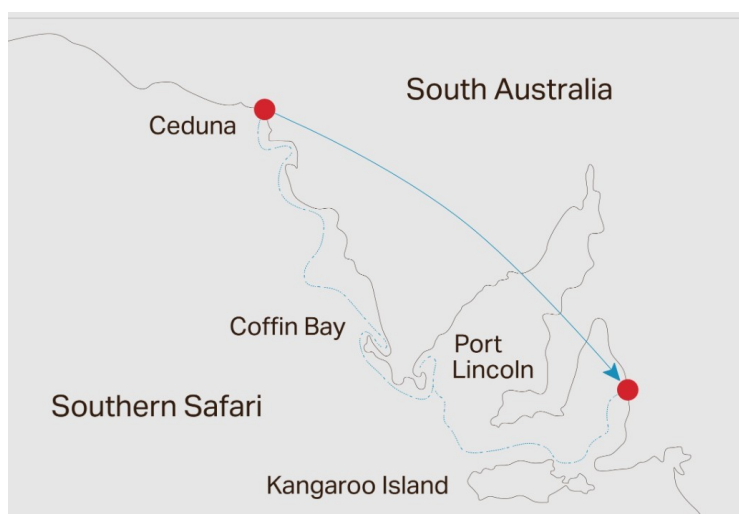 South Australia
Ceduna
Coffin Bay
Port
Lincoln
Southern Safari
Kangaroo Island